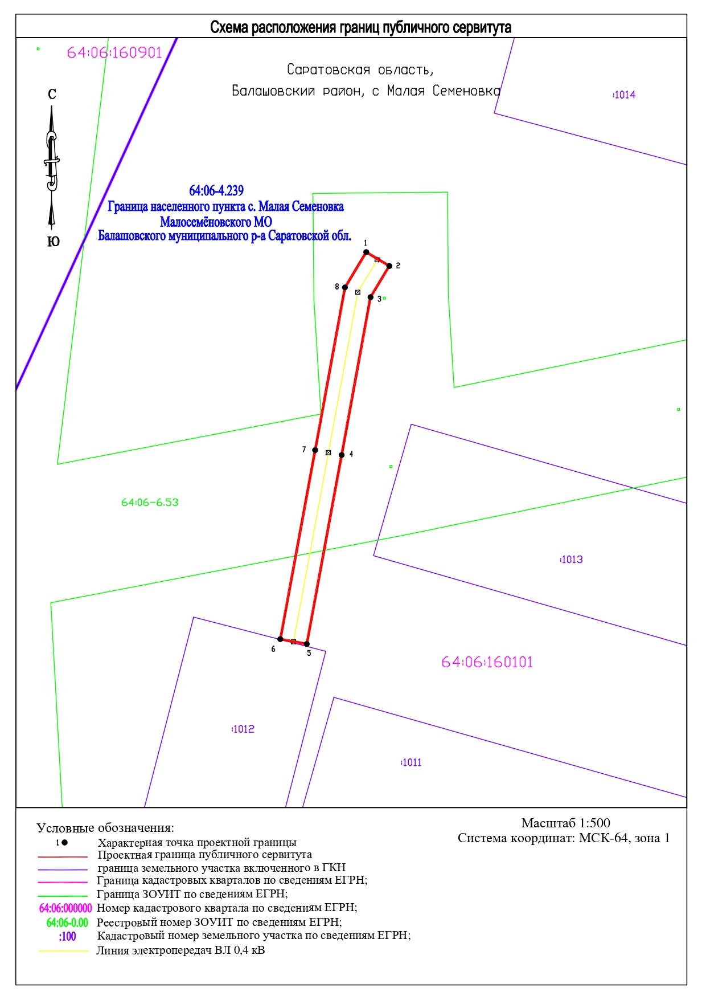 Схема расположения границ публичного сервитута
64:06:160901
Саратовская область,
Балашовский район, с Малая Семеновка
:1014
С
Ю
64:06-4.239
Граница населенного пункта с. Малая Семеновка
Малосемёновского МО
Балашовского муниципального р-а Саратовской обл.
1
2
8
3
7
4
64:06-6.53
:1013
6
5
64:06:160101
:1012
:1011
Условные обозначения:
Масштаб 1:500
Система координат: МСК-64, зона 1
1 Характерная точка проектной границы
Проектная граница публичного сервитута
граница земельного участка включенного в ГКН
Граница кадастровых кварталов по сведениям ЕГРН;
Граница ЗОУИТ по сведениям ЕГРН;
64:06:000000 Номер кадастрового квартала по сведениям ЕГРН;
64:06-0.00 Реестровый номер ЗОУИТ по сведениям ЕГРН;
:100 Кадастровый номер земельного участка по сведениям ЕГРН;
Линия электропередач ВЛ 0,4 кВ